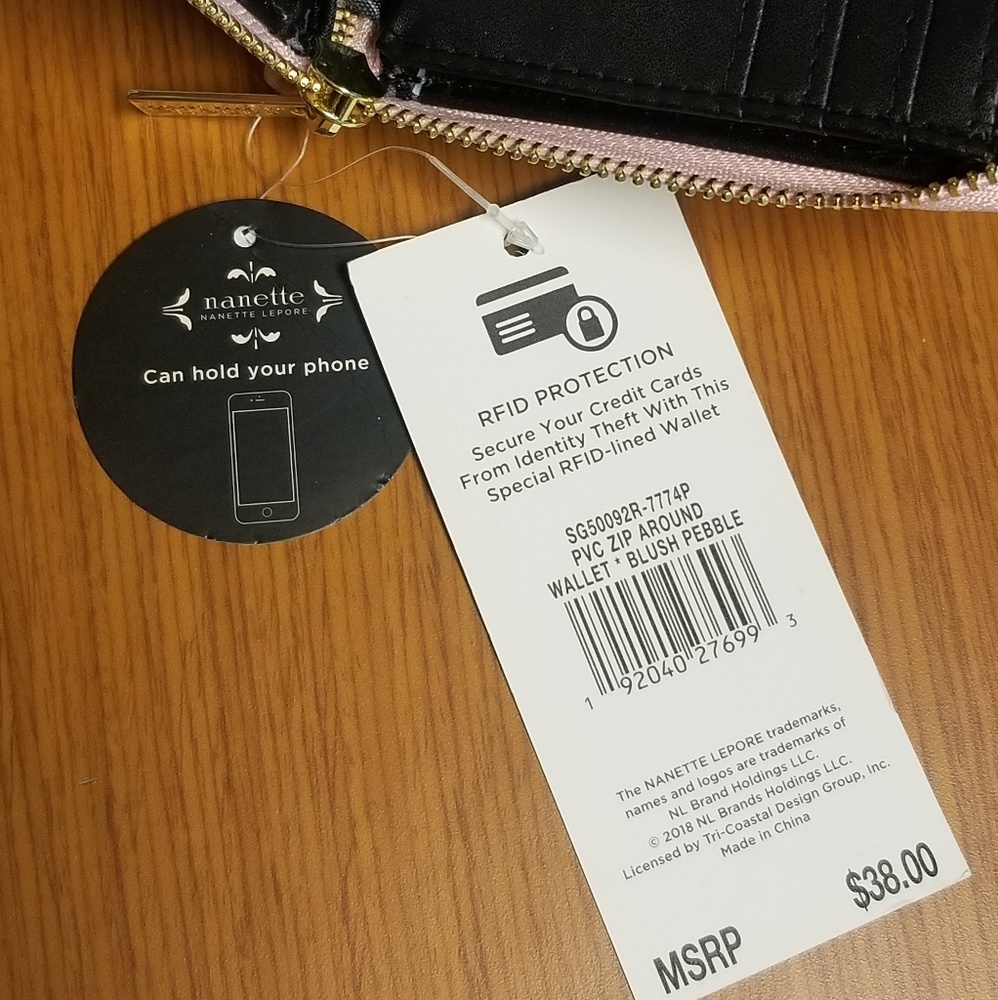 nanette
NANETTE LEPORE
Can hold your phone
RFID PROTECTION
Secure Your Credit Cards
From Identity Theft With This
Special RFID-lined Wallet
SG50092R-7774P
PVC ZIP AROUND
WALLET * BLUSH PEBBLE
1 92040 27699 3
The NANETTE LEPORE trademarks,
names and logos are trademarks of
NL Brand Holdings LLC.
© 2018 NL Brands Holdings LLC.
Licensed by Tri-Coastal Design Group, Inc.
Made in China
MSRP $38.00